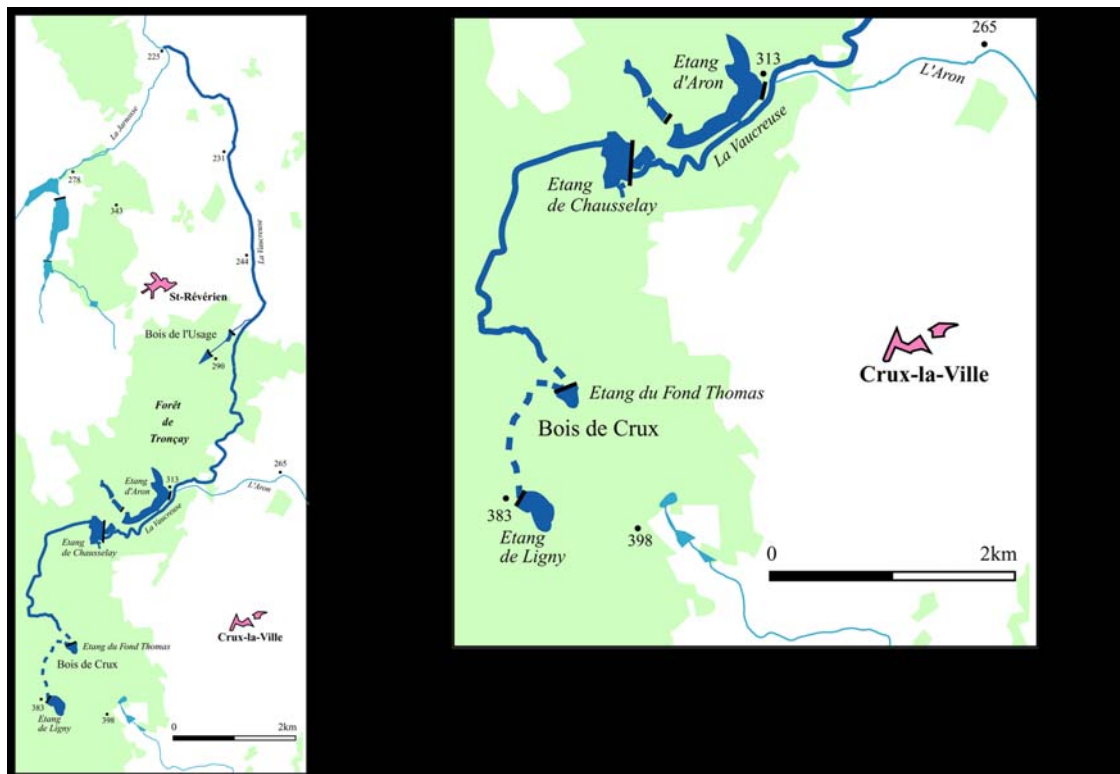 225
La Jarnosse
231
278
343
La Vaucreuse
244
St-Révérien
Bois de l'Usage
290
Forêt
de
Tronçay
265
313
Etang
d'Aron
L'Aron
La Vaucreuse
Etang
de Chausselay
Crux-la-Ville
Etang du Fond Thomas
Bois de Crux
383
Etang
de Ligny
398
0 2km
265
313
Etang
d'Aron
L'Aron
La Vaucreuse
Etang
de Chausselay
Crux-la-Ville
Etang du Fond Thomas
Bois de Crux
383
Etang
de Ligny
398
0 2km